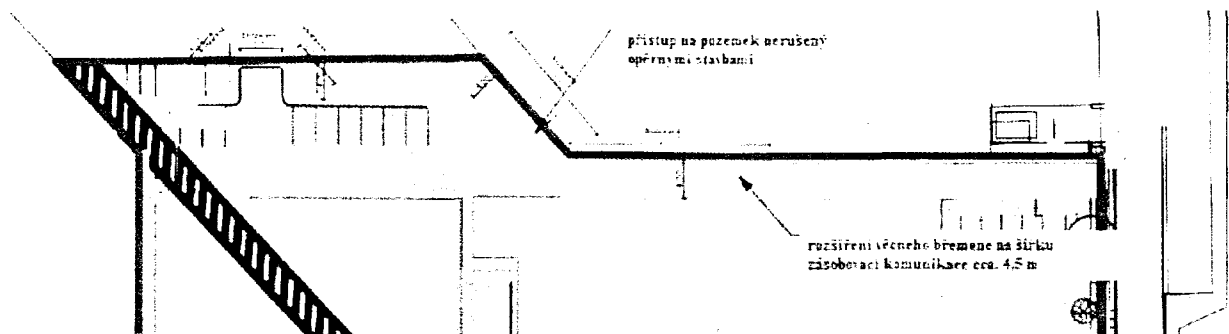 přístup na pozemek nerušený
opěrnými stavbami
rozšíření věcného břemene na šířku
zásobovací komunikace cca. 4,5 m